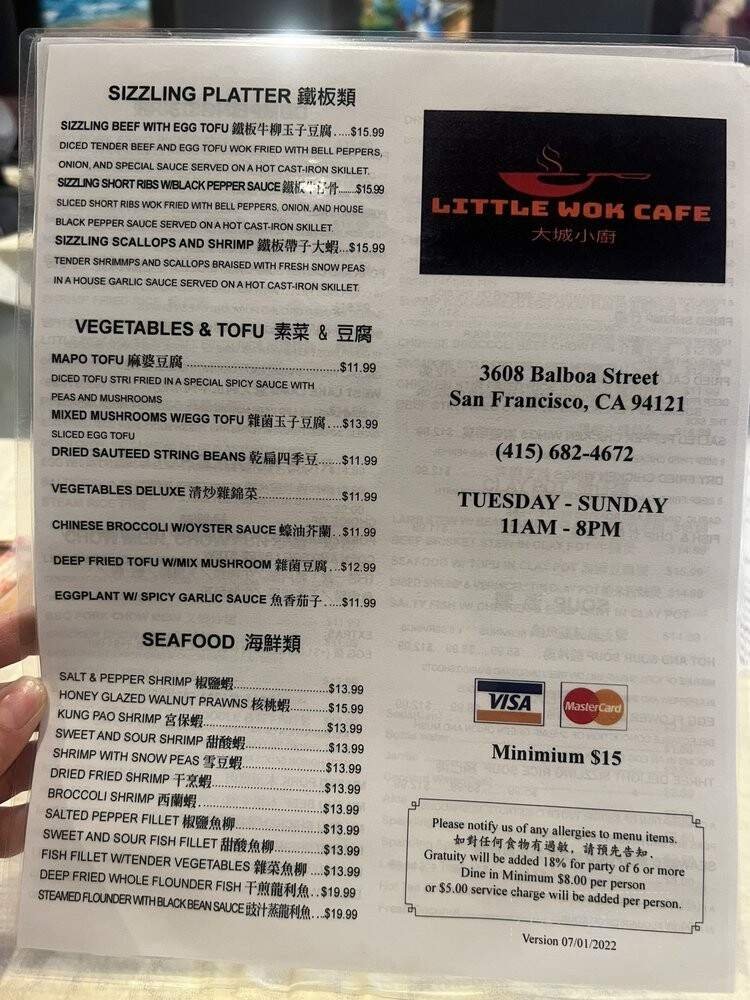 SIZZLING PLATTER 鐵板類
SIZZLING BEEF WITH EGG TOFU 鐵板牛柳玉子豆腐.....$15.99
DICED TENDER BEEF AND EGG TOFU WOK FRIED WITH BELL PEPPERS,
ONION, AND SPECIAL SAUCE SERVED ON A HOT CAST-IRON SKILLET.
SIZZLING SHORT RIBS W/BLACK PEPPER SAUCE 鐵板牛仔骨........$15.99
SLICED SHORT RIBS WOK FRIED WITH BELL PEPPERS, ONION, AND HOUSE
BLACK PEPPER SAUCE SERVED ON A HOT CAST-IRON SKILLET.
SIZZLING SCALLOPS AND SHRIMP 鐵板帶子大蝦...$15.99
TENDER SHRIMMPS AND SCALLOPS BRAISED WITH FRESH SNOW PEAS
IN A HOUSE GARLIC SAUCE SERVED ON A HOT CAST-IRON SKILLET.
VEGETABLES & TOFU 素菜 & 豆腐
MAPO TOFU 麻婆豆腐 ..........................................$11.99
DICED TOFU STRI FRIED IN A SPECIAL SPICY SAUCE WITH
PEAS AND MUSHROOMS
MIXED MUSHROOMS W/EGG TOFU 雜菌玉子豆腐....$13.99
SLICED EGG TOFU
DRIED SAUTEED STRING BEANS 乾扁四季豆.......$11.99
VEGETABLES DELUXE 清炒雜錦菜.......................$11.99
CHINESE BROCCOLI W/OYSTER SAUCE 蠔油芥蘭..$11.99
DEEP FRIED TOFU W/MIX MUSHROOM 雜菌豆腐...$12.99
EGGPLANT W/ SPICY GARLIC SAUCE 魚香茄子....$11.99
SEAFOOD 海鮮類
SALT & PEPPER SHRIMP 椒鹽蝦..........................$13.99
HONEY GLAZED WALNUT PRAWNS 核桃蝦..........$15.99
KUNG PAO SHRIMP 宮保蝦..................................$13.99
SWEET AND SOUR SHRIMP 甜酸蝦.......................$13.99
SHRIMP WITH SNOW PEAS 雪豆蝦.......................$13.99
DRIED FRIED SHRIMP 干烹蝦..............................$13.99
BROCCOLI SHRIMP 西蘭蝦.................................$13.99
SALTED PEPPER FILLET 椒鹽魚柳.......................$13.99
SWEET AND SOUR FISH FILLET 甜酸魚柳.............$13.99
FISH FILLET W/TENDER VEGETABLES 雜菜魚柳 ....$13.99
DEEP FRIED WHOLE FLOUNDER FISH 干煎龍利魚..$19.99
STEAMED FLOUNDER WITH BLACK BEAN SAUCE 豉汁蒸龍利魚...$19.99
LITTLE WOK CAFE
大城小廚
3608 Balboa Street
San Francisco, CA 94121
(415) 682-4672
TUESDAY - SUNDAY
11AM - 8PM
VISA MasterCard
Minimium $15
Please notify us of any allergies to menu items.
如對任何食物有過敏，請預先告知.
Gratuity will be added 18% for party of 6 or more
Dine in Minimum $8.00 per person
or $5.00 service charge will be added per person.
Version 07/01/2022